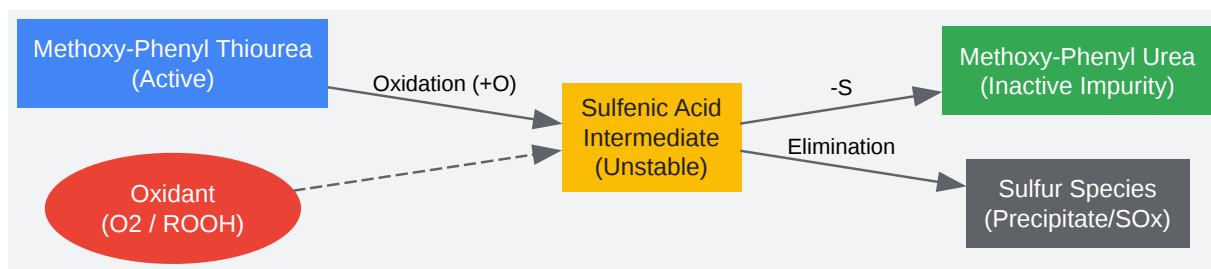 Methoxy-Phenyl Thiourea
(Active)
Oxidation (+O)
Oxidant
(O2 / ROOH)
Sulfenic Acid
Intermediate
(Unstable)
-S
Elimination
Methoxy-Phenyl Urea
(Inactive Impurity)
Sulfur Species
(Precipitate/SOx)